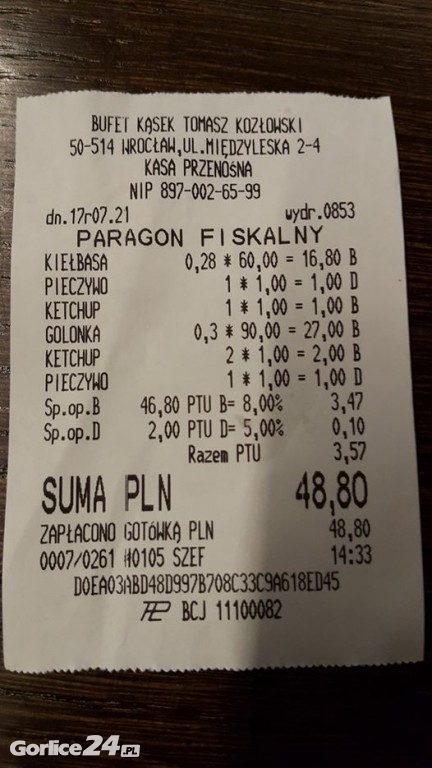 BUFET KĄSEK TOMASZ KOZŁOWSKI
50-514 WROCŁAW,UL.MIĘDZYLESKA 2-4
KASA PRZENOŚNA
NIP 897-002-65-99
dn.17r07.21 wydr.0853
PARAGON FISKALNY
KIEŁBASA 0,28 * 60,00 = 16,80 B
PIECZYWO 1 * 1,00 = 1,00 D
KETCHUP 1 * 1,00 = 1,00 B
GOLONKA 0,3 * 90,00 = 27,00 B
KETCHUP 2 * 1,00 = 2,00 B
PIECZYWO 1 * 1,00 = 1,00 D
Sp.op.B 46,80 PTU B= 8,00% 3,47
Sp.op.D 2,00 PTU D= 5,00% 0,10
Razem PTU 3,57
SUMA PLN 48,80
ZAPŁACONO GOTÓWKĄ PLN 48,80
0007/0261 #0105 SZEF 14:33
D0EA03ABD48D997B708C33C9A618ED45
BCJ 11100082
Gorlice24.PL